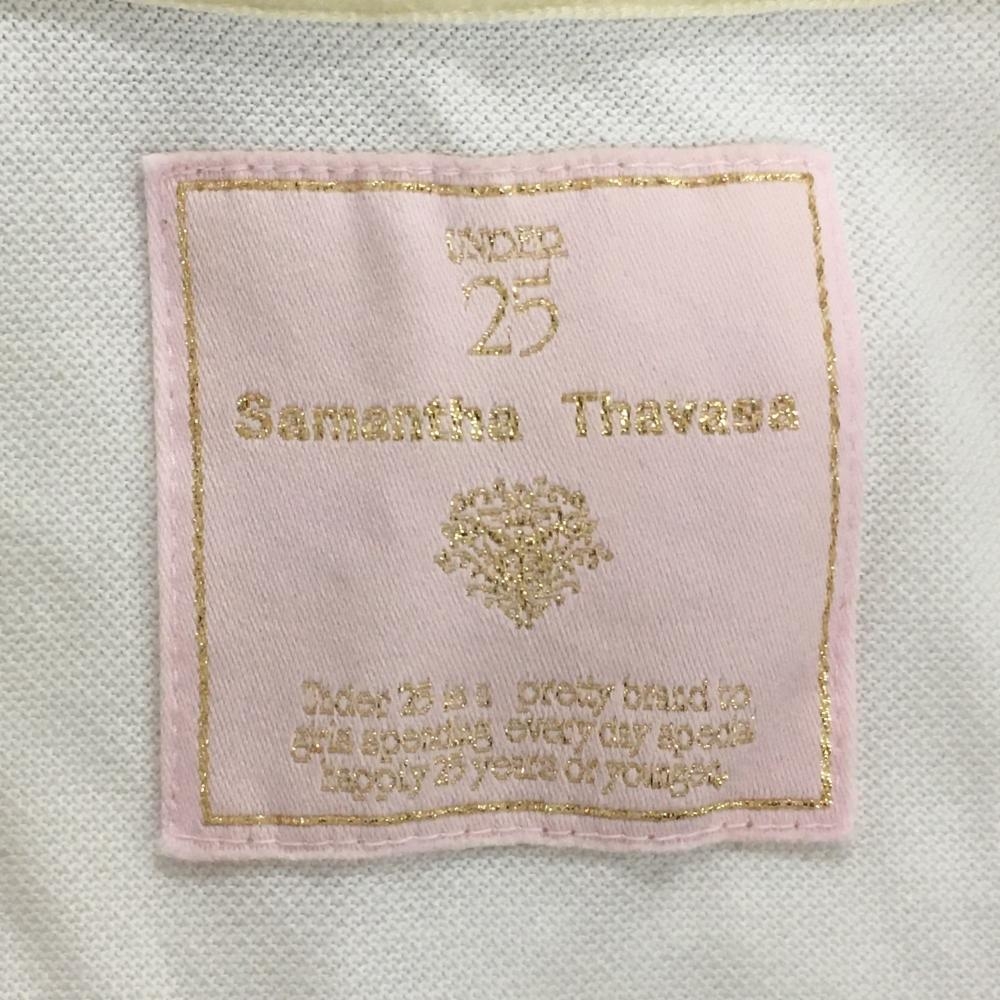 UNDER
25
Samantha Thavasa
Under 25 is a pretty brand to
girls spending every day special
happily 25 years or younger.